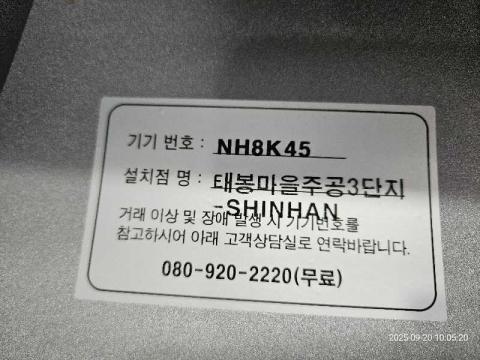 기기 번호 : NH8K45
설치점 명 : 태봉마을주공3단지
-SHINHAN
거래 이상 및 장애 발생 시 기기번호를
참고하시어 아래 고객상담실로 연락바랍니다.
080-920-2220(무료)
2025-09-20 10:05:20